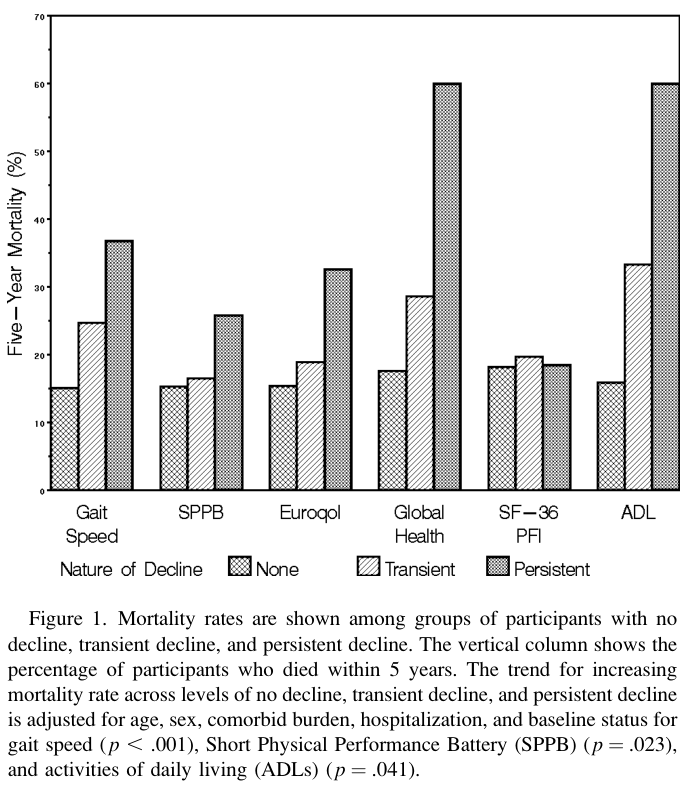 70
60
50
40
30
20
10
0
Five–Year Mortality (%)
Gait Speed
SPPB
Euroqol
Global Health
SF–36 PFI
ADL
Nature of Decline None Transient Persistent
Figure 1. Mortality rates are shown among groups of participants with no
decline, transient decline, and persistent decline. The vertical column shows the
percentage of participants who died within 5 years. The trend for increasing
mortality rate across levels of no decline, transient decline, and persistent decline
is adjusted for age, sex, comorbid burden, hospitalization, and baseline status for
gait speed (p < .001), Short Physical Performance Battery (SPPB) (p = .023),
and activities of daily living (ADLs) (p = .041).